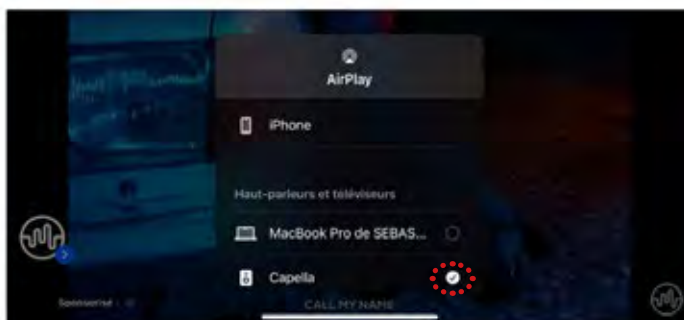 AirPlay
iPhone
Haut-parleurs et téléviseurs
MacBook Pro de SEBAS...
Capella
Sponsorisé
CALL MY NAME